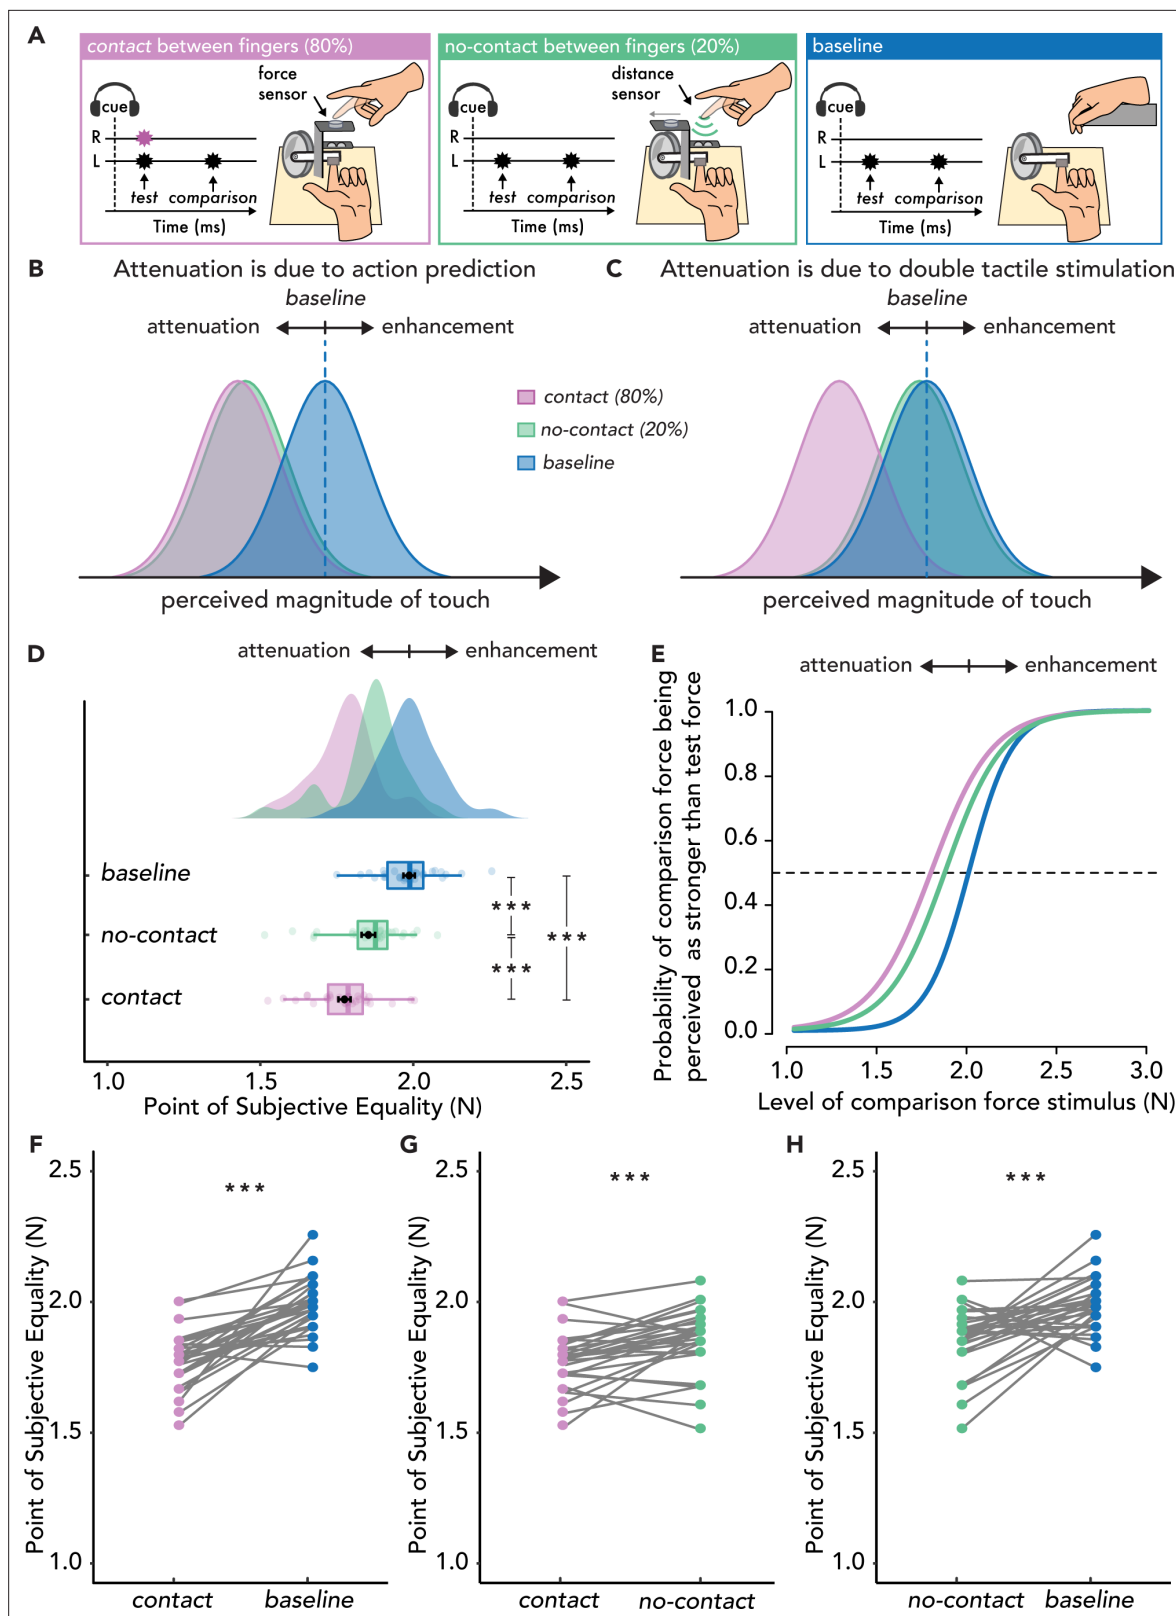 A
contact between fingers (80%)
no-contact between fingers (20%)
baseline
cue
force
sensor
R
L
test comparison
Time (ms)
cue
distance
sensor
R
L
test comparison
Time (ms)
cue
R
L
test comparison
Time (ms)
B Attenuation is due to action prediction
baseline
attenuation enhancement
perceived magnitude of touch
contact (80%)
no-contact (20%)
baseline
C Attenuation is due to double tactile stimulation
baseline
attenuation enhancement
perceived magnitude of touch
D
attenuation enhancement
baseline
no-contact
contact
***
***
***
1.0 1.5 2.0 2.5
Point of Subjective Equality (N)
E
attenuation enhancement
Probability of comparison force being
perceived as stronger than test force
1.0
0.8
0.6
0.4
0.2
0.0
1.0 1.5 2.0 2.5 3.0
Level of comparison force stimulus (N)
F
Point of Subjective Equality (N)
2.5
2.0
1.5
1.0
***
contact baseline
G
Point of Subjective Equality (N)
2.5
2.0
1.5
1.0
***
contact no-contact
H
Point of Subjective Equality (N)
2.5
2.0
1.5
1.0
***
no-contact baseline